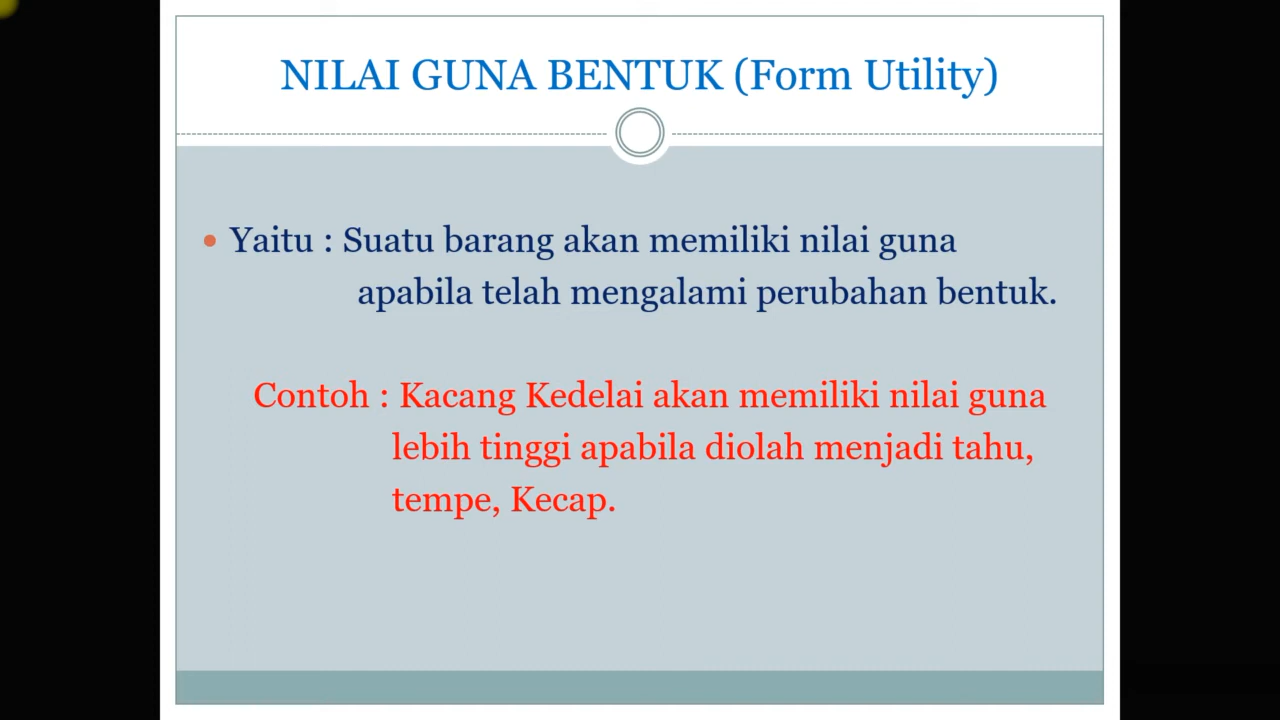 NILAI GUNA BENTUK (Form Utility)
Yaitu : Suatu barang akan memiliki nilai guna
apabila telah mengalami perubahan bentuk.
Contoh : Kacang Kedelai akan memiliki nilai guna
lebih tinggi apabila diolah menjadi tahu,
tempe, Kecap.